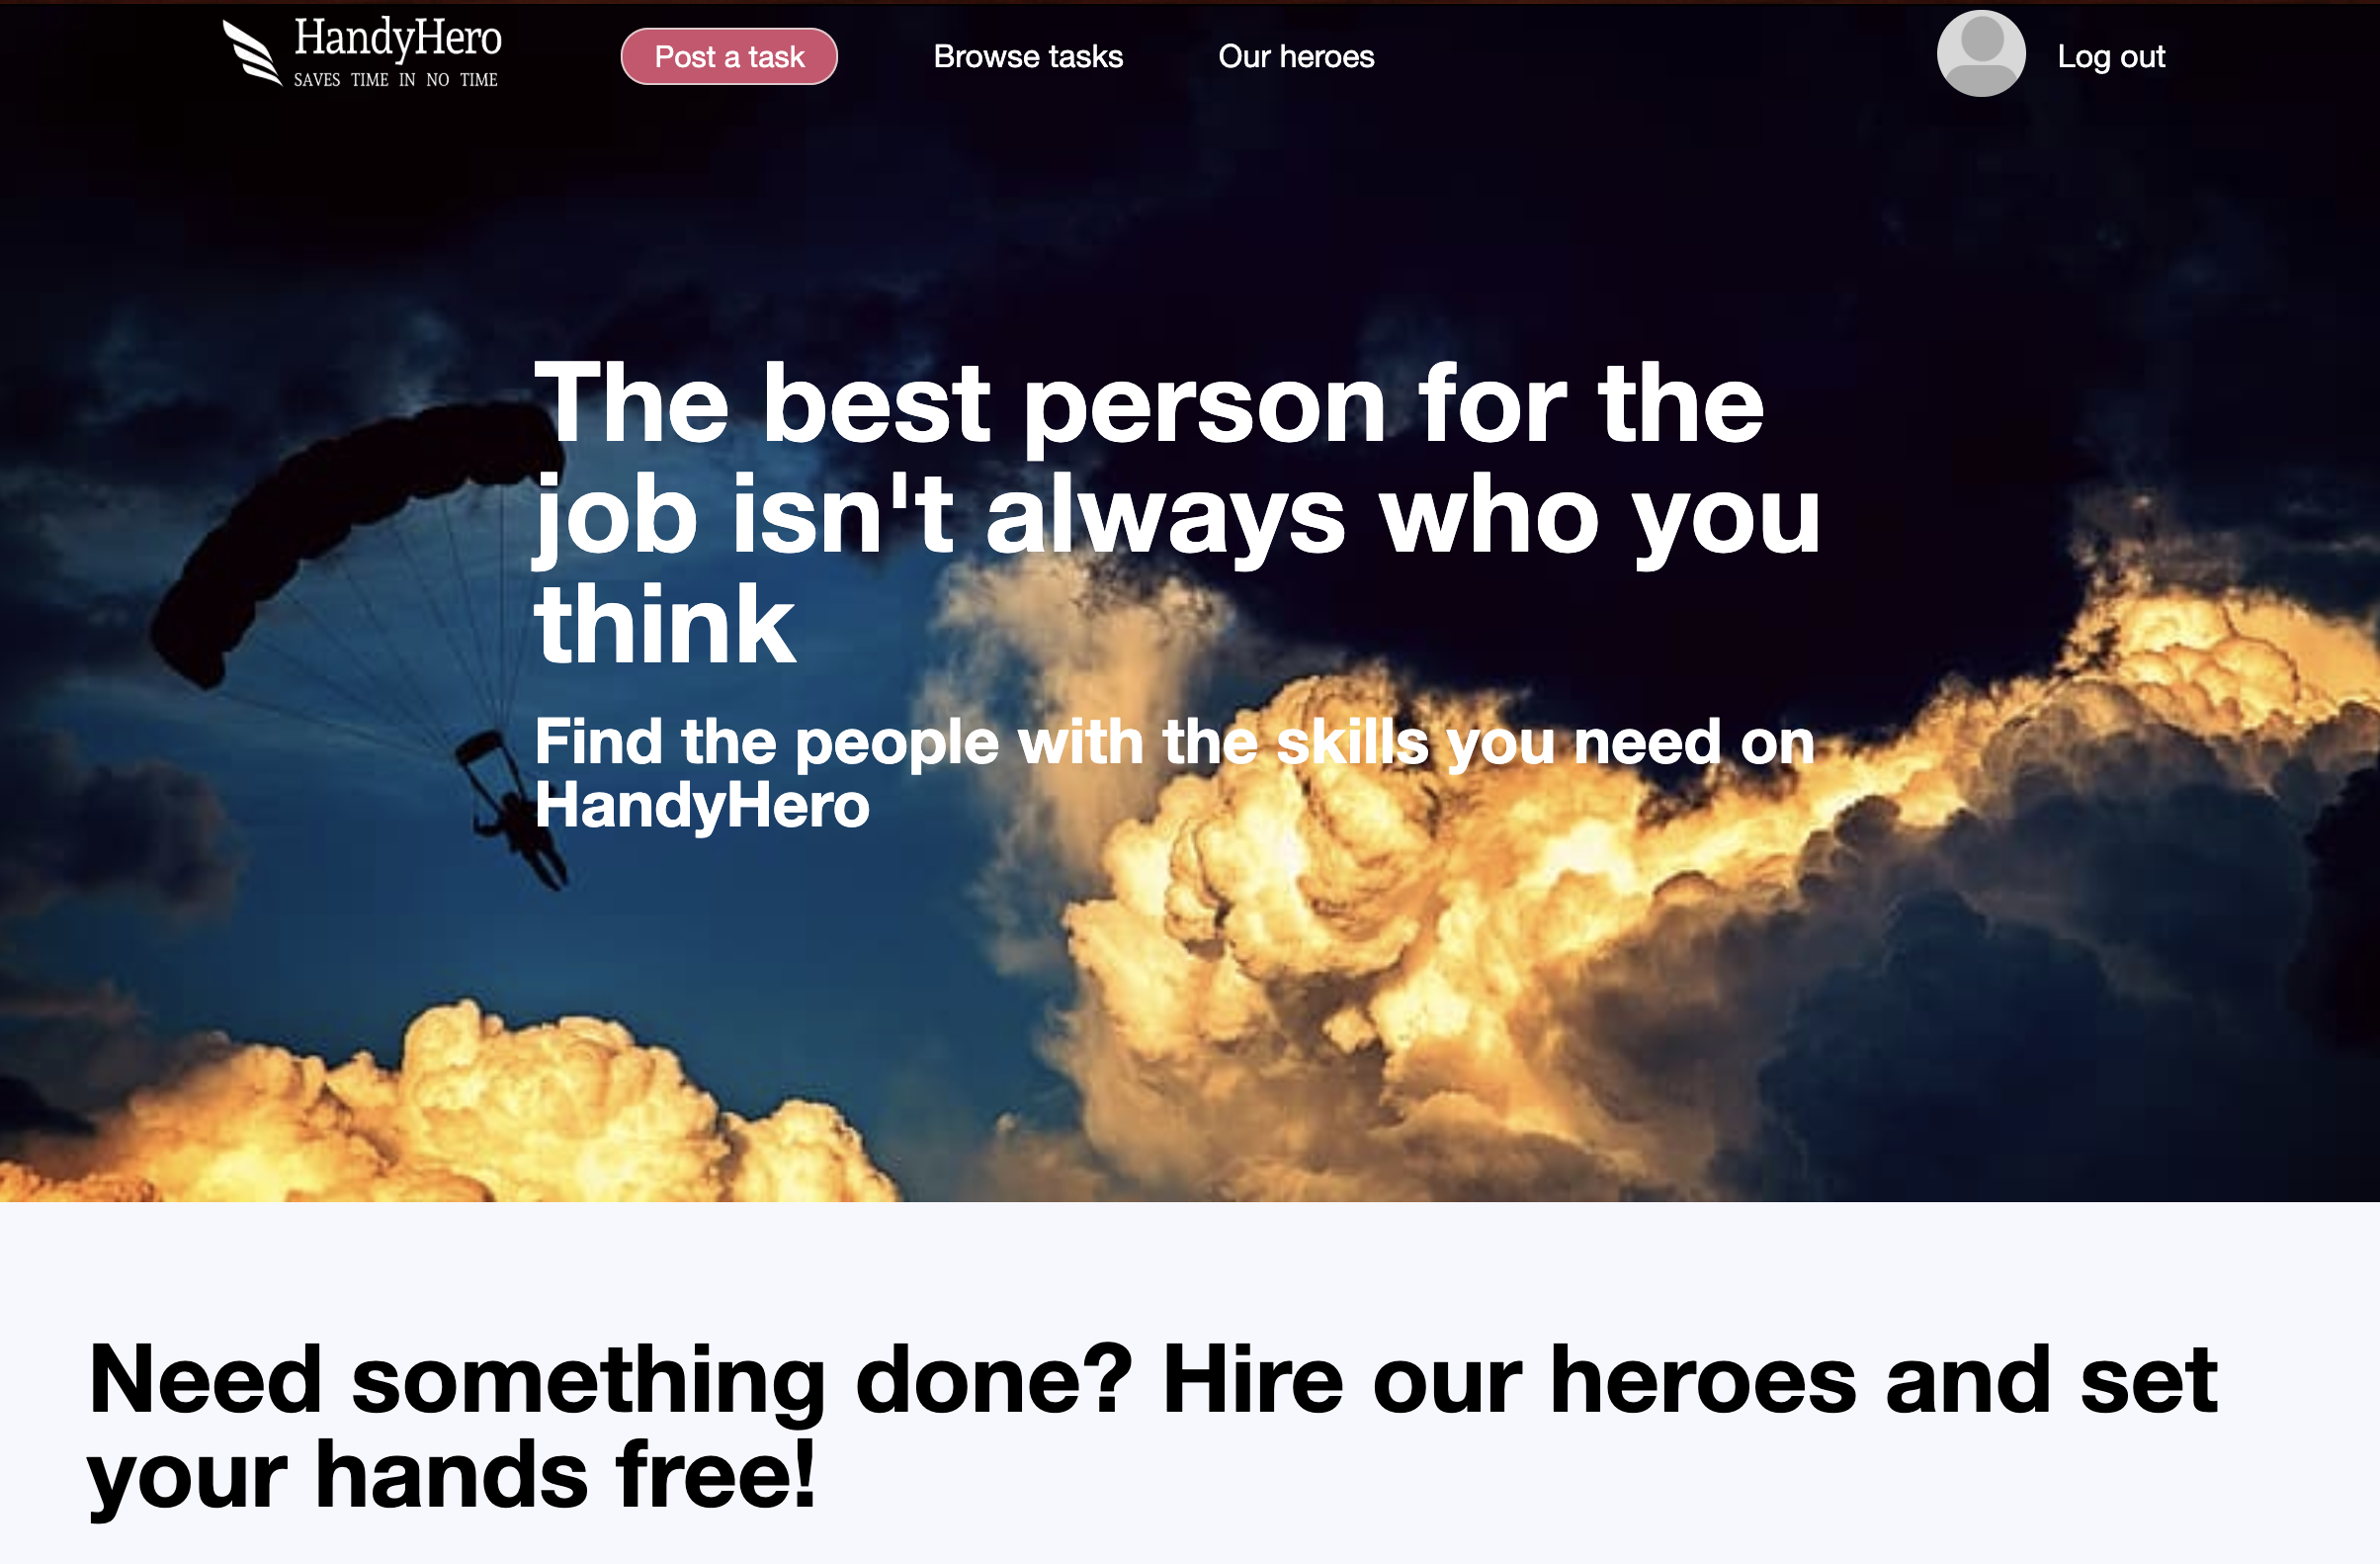 HandyHero
SAVES TIME IN NO TIME
Post a task
Browse tasks
Our heroes
Log out
The best person for the
job isn't always who you
think
Find the people with the skills you need on
HandyHero
Need something done? Hire our heroes and set
your hands free!